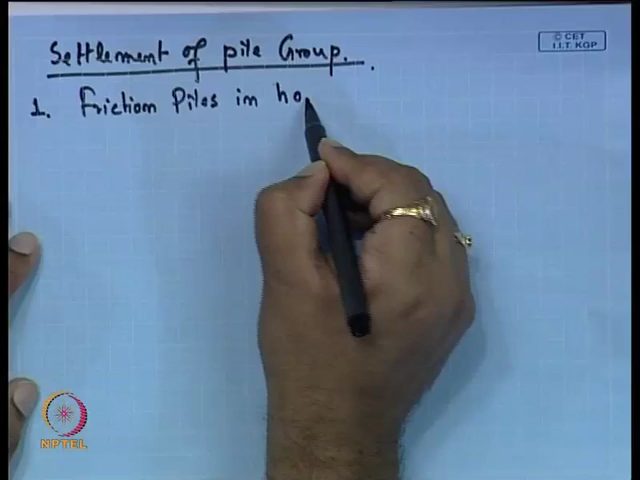 © CET
I.I.T. KGP
Settlement of pile Group.
1. Friction Piles in ho
NPTEL